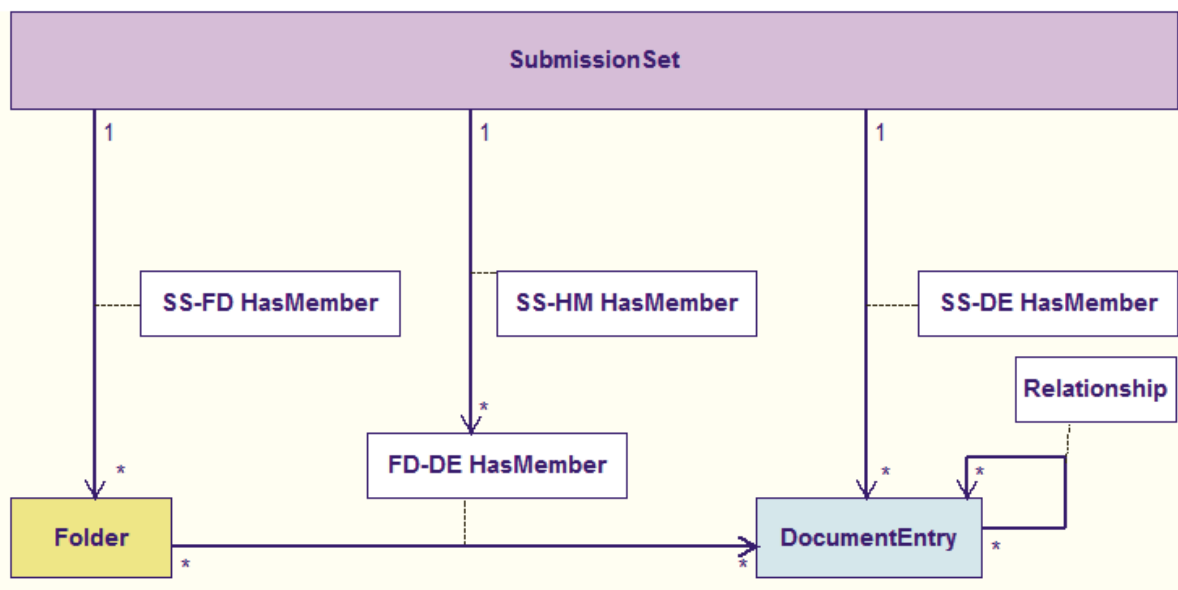 SubmissionSet
1
1
1
SS-FD HasMember
SS-HM HasMember
SS-DE HasMember
Relationship
*
FD-DE HasMember
*
*
*
Folder
DocumentEntry
*
*
*